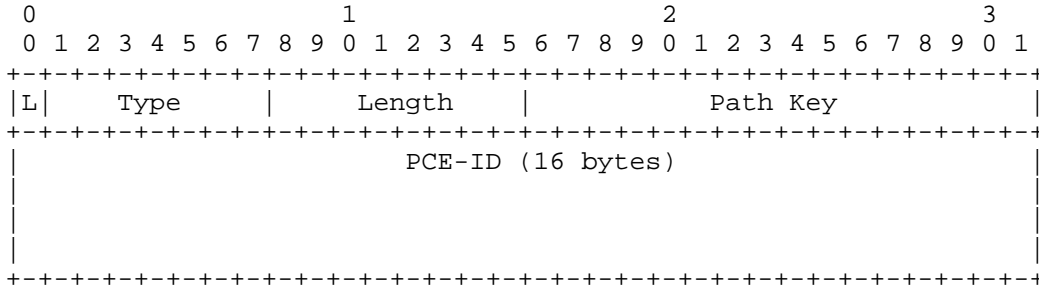 0                   1                   2                   3
 0 1 2 3 4 5 6 7 8 9 0 1 2 3 4 5 6 7 8 9 0 1 2 3 4 5 6 7 8 9 0 1
+-+-+-+-+-+-+-+-+-+-+-+-+-+-+-+-+-+-+-+-+-+-+-+-+-+-+-+-+-+-+-+-+
|L|    Type     |     Length    |           Path Key            |
+-+-+-+-+-+-+-+-+-+-+-+-+-+-+-+-+-+-+-+-+-+-+-+-+-+-+-+-+-+-+-+-+
|                        PCE-ID (16 bytes)                      |
|                                                               |
|                                                               |
|                                                               |
+-+-+-+-+-+-+-+-+-+-+-+-+-+-+-+-+-+-+-+-+-+-+-+-+-+-+-+-+-+-+-+-+